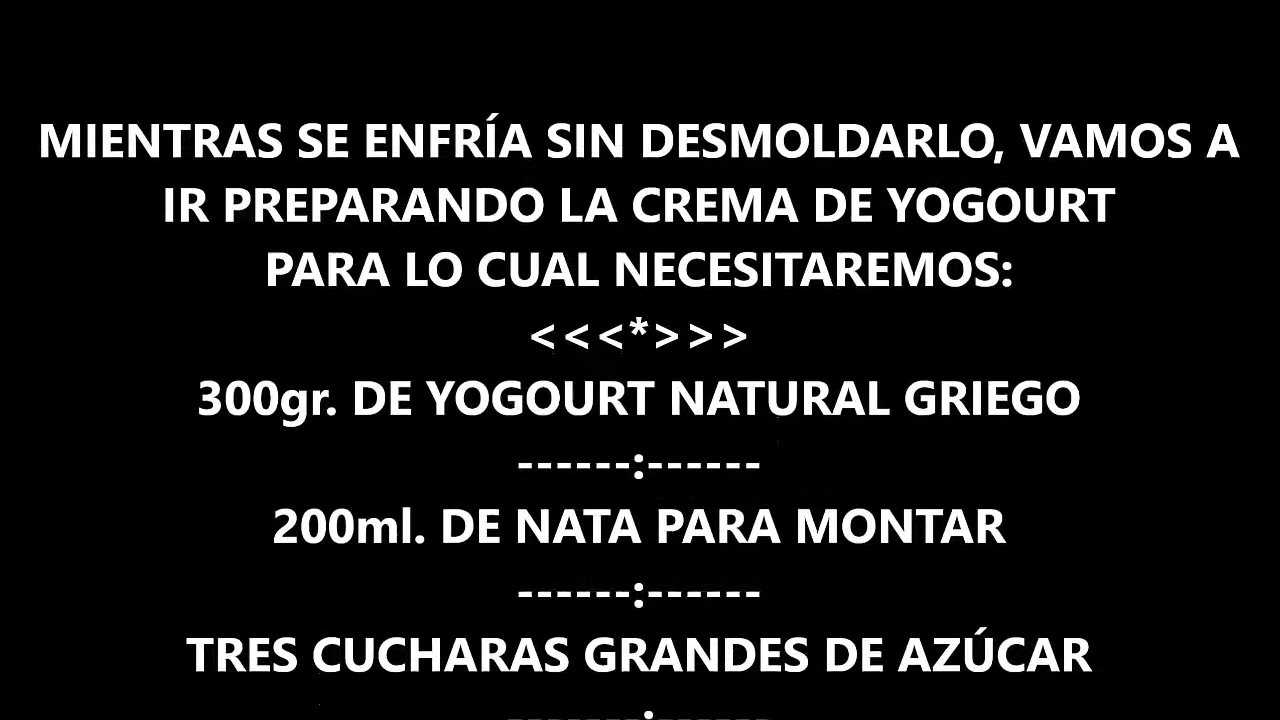 MIENTRAS SE ENFRÍA SIN DESMOLDARLO, VAMOS A
IR PREPARANDO LA CREMA DE YOGOURT
PARA LO CUAL NECESITAREMOS:
<<<*>>>
300gr. DE YOGOURT NATURAL GRIEGO
------:------
200ml. DE NATA PARA MONTAR
------:------
TRES CUCHARAS GRANDES DE AZÚCAR
------:------